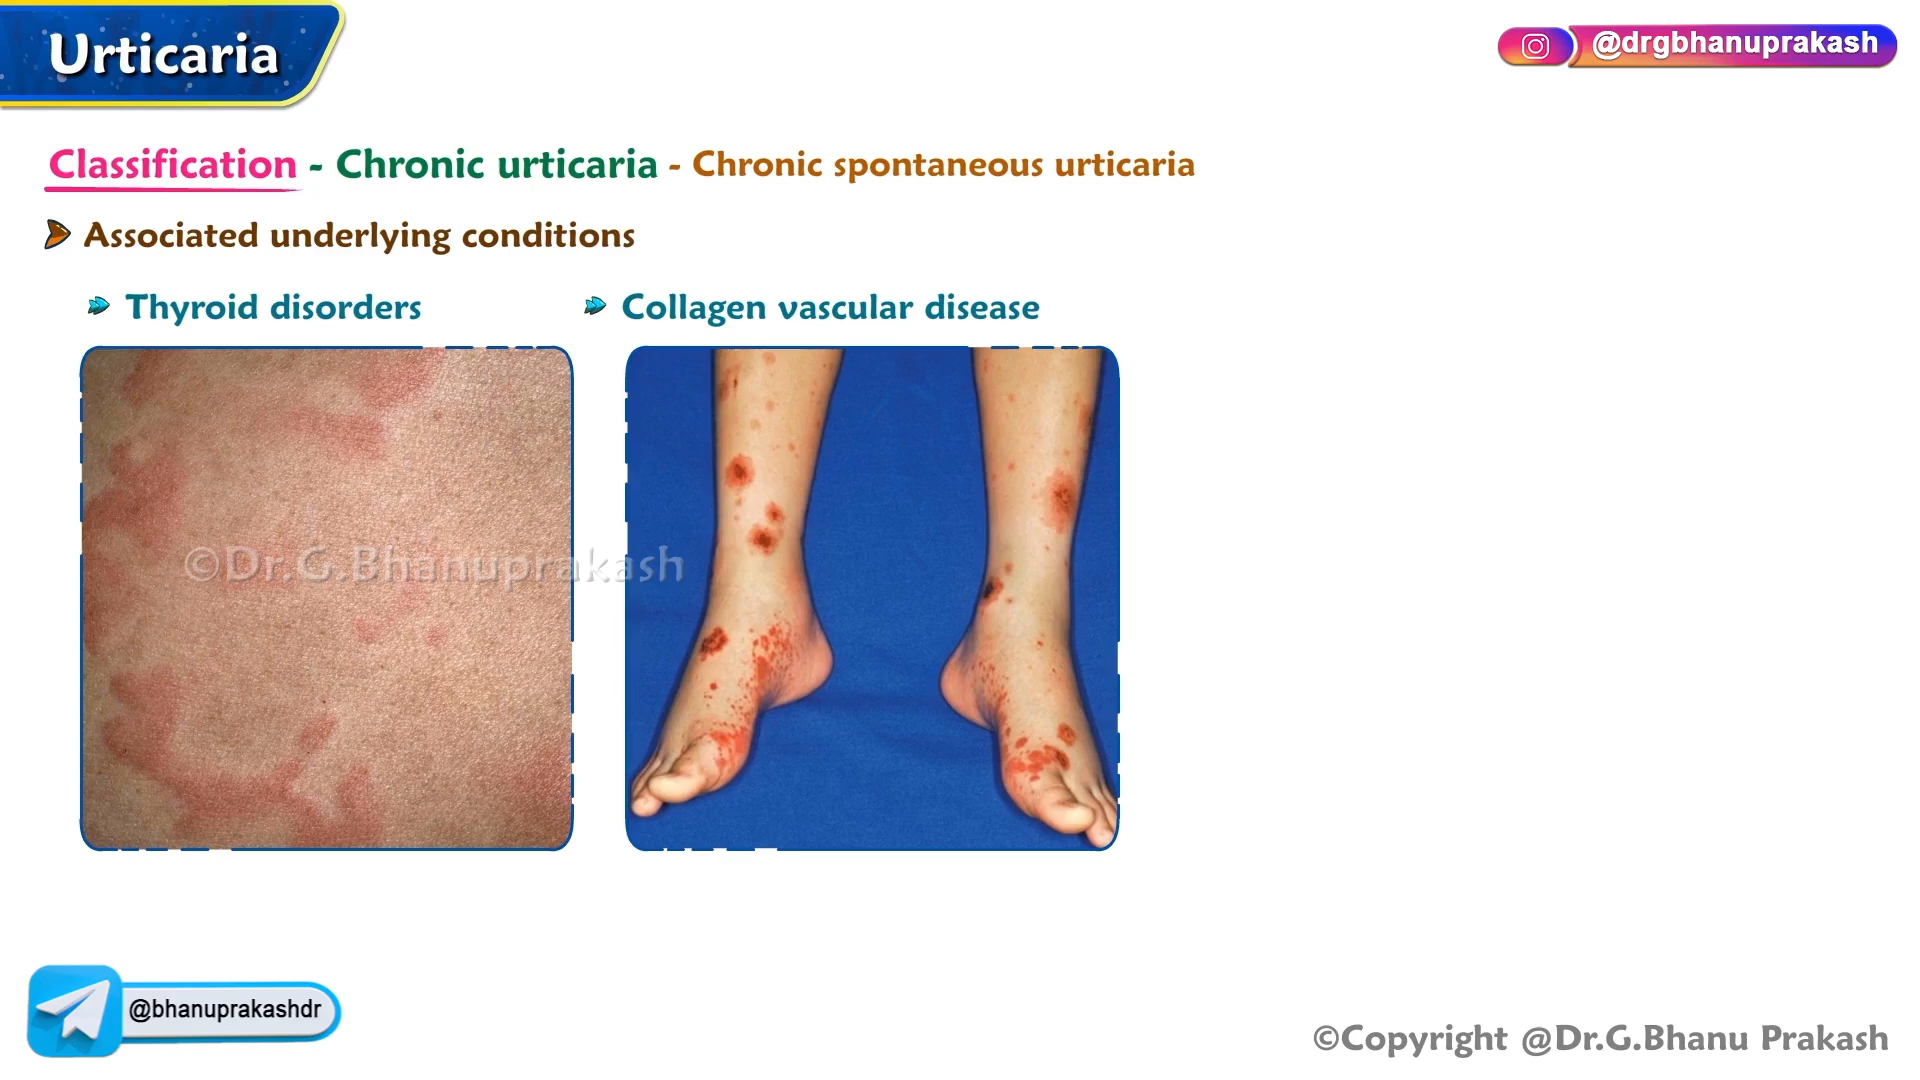 Urticaria
@drgbhanuprakash
Classification - Chronic urticaria - Chronic spontaneous urticaria
Associated underlying conditions
Thyroid disorders
Collagen vascular disease
©Dr.G.Bhanuprakash
@bhanuprakashdr
©Copyright @Dr.G.Bhanu Prakash